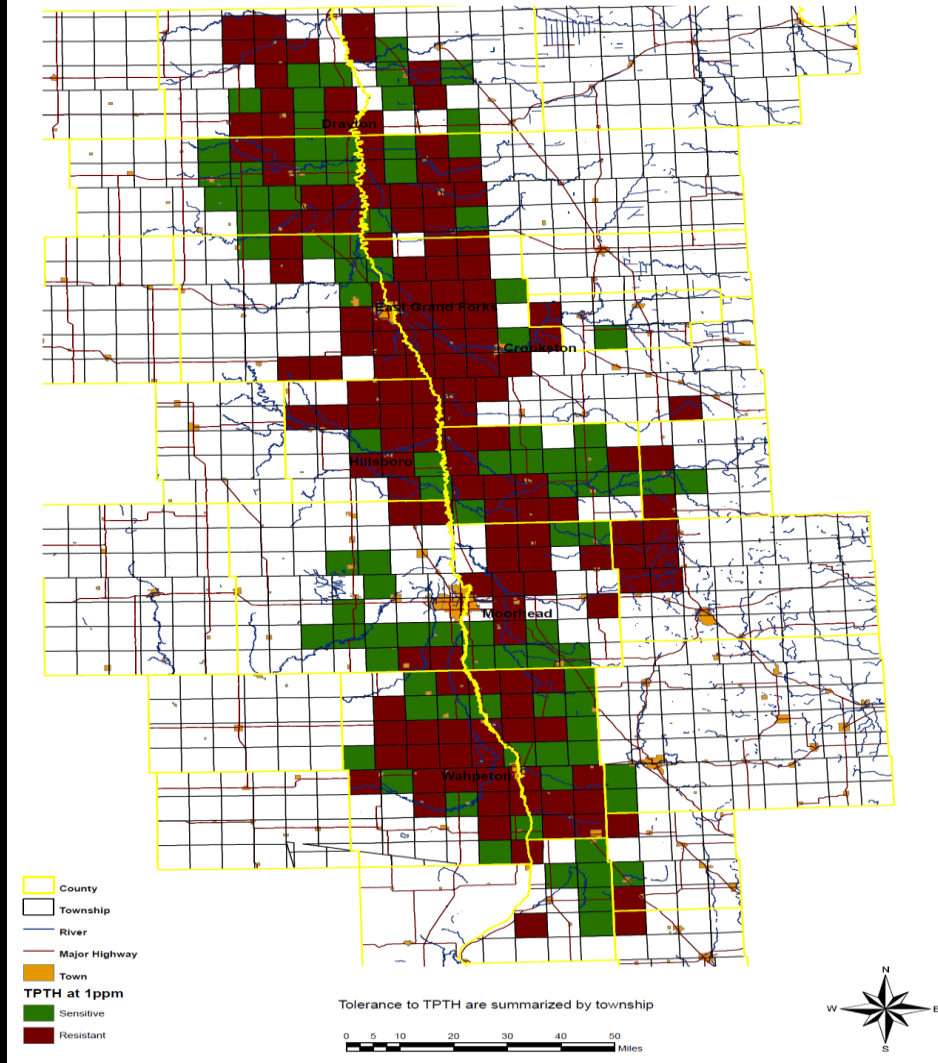 Drayton
East Grand Forks
Crookston
Hillsboro
Moorhead
Wahpeton
County
Township
River
Major Highway
Town
TPTH at 1ppm
Sensitive
Resistant
Tolerance to TPTH are summarized by township
0 5 10 20 30 40 50
Miles
N
W E
S